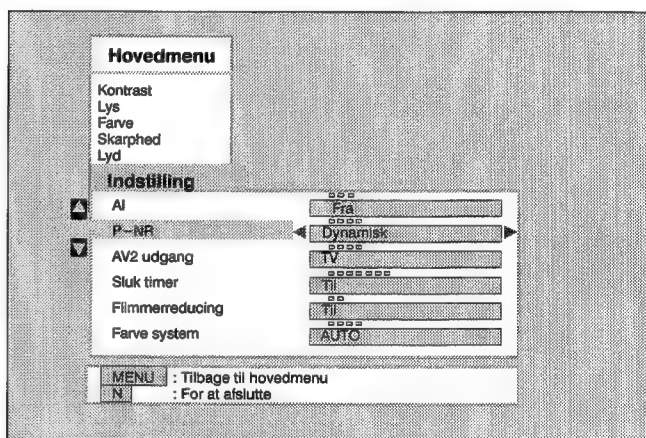 Hovedmenu
Kontrast
Lys
Farve
Skarphed
Lyd
Indstilling
AI Fra
P-NR Dynamisk
AV2 udgang TV
Sluk timer Til
Flimmerreducing Til
Farve system AUTO
MENU : Tilbage til hovedmenu
N : For at afslutte